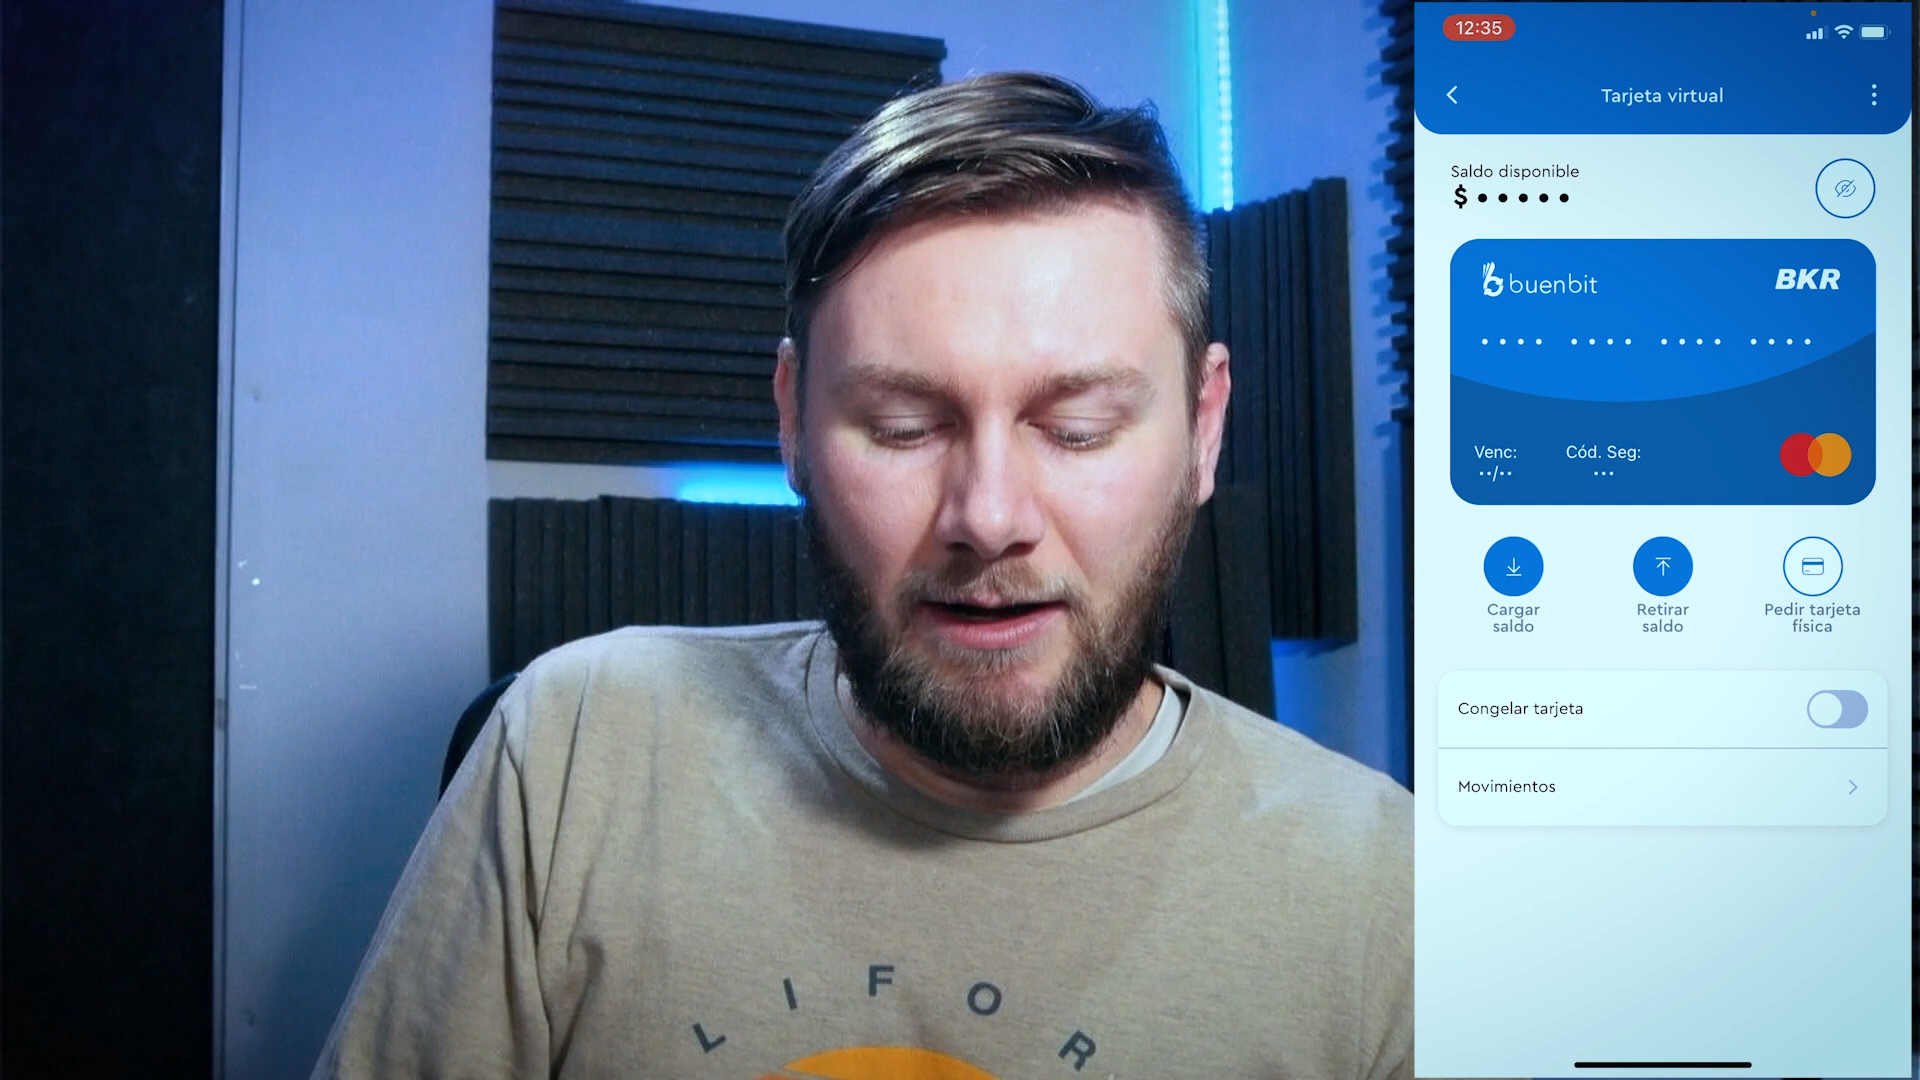 12:35
Tarjeta virtual
Saldo disponible
$ • • • • •
buenbit
BKR
•••• •••• •••• ••••
Venc:
Cód. Seg:
••/••
•••
Cargar
saldo
Retirar
saldo
Pedir tarjeta
física
Congelar tarjeta
Movimientos
LIFOR